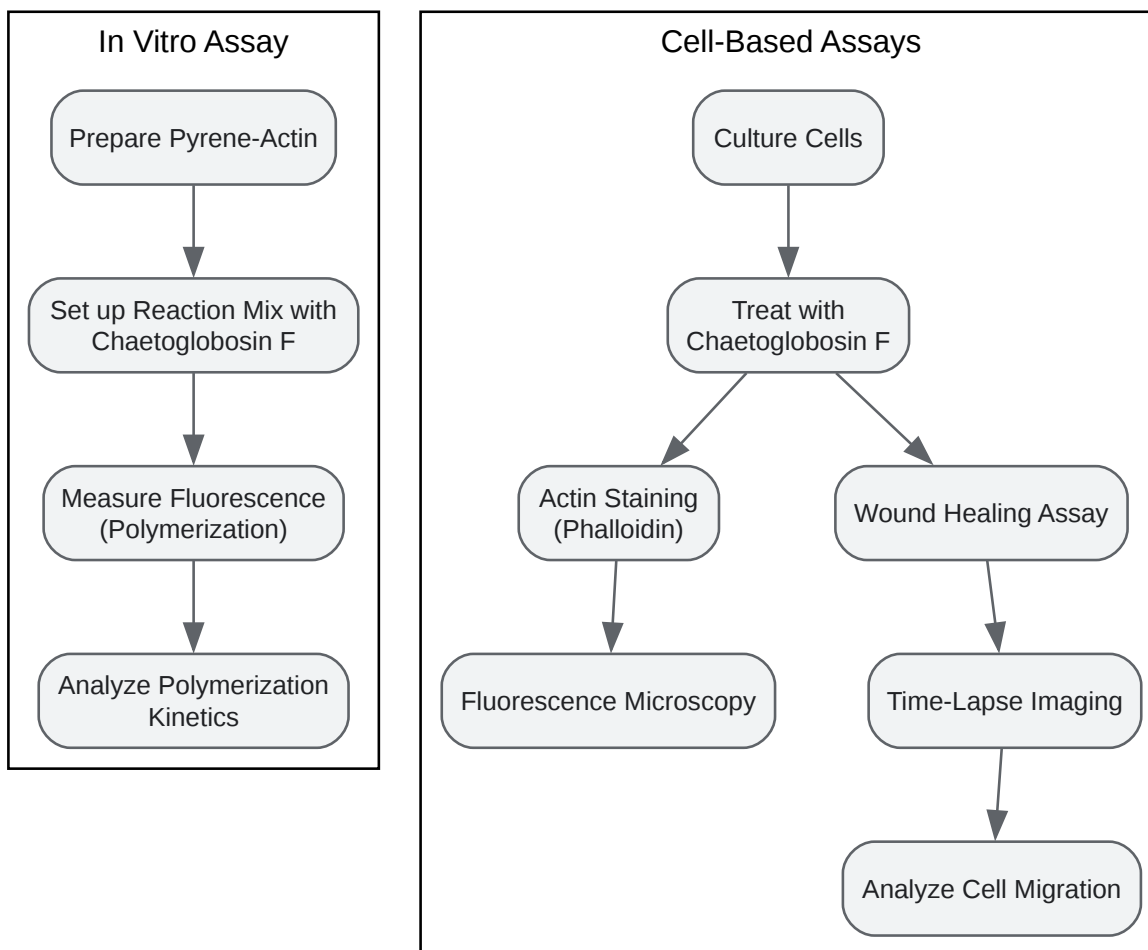 In Vitro Assay
Prepare Pyrene-Actin
Set up Reaction Mix with
Chaetoglobosin F
Measure Fluorescence
(Polymerization)
Analyze Polymerization
Kinetics
Cell-Based Assays
Culture Cells
Treat with
Chaetoglobosin F
Actin Staining
(Phalloidin)
Wound Healing Assay
Fluorescence Microscopy
Time-Lapse Imaging
Analyze Cell Migration